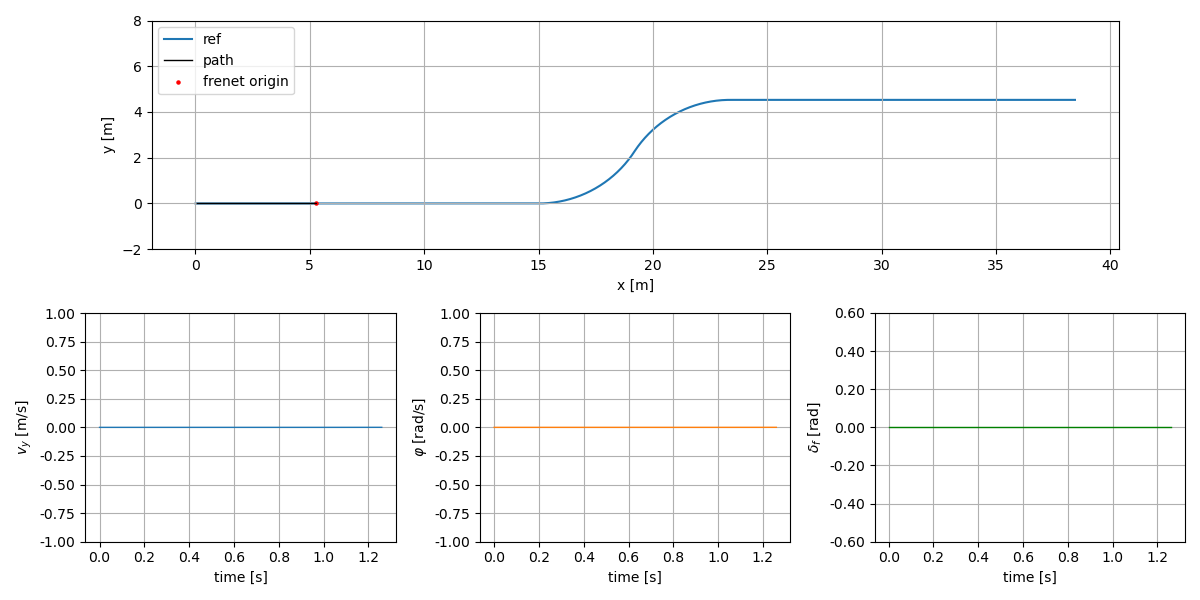 8
6
4
2
0
−2
y [m]
ref
path
frenet origin
0 5 10 15 20 25 30 35 40
x [m]
1.00
0.75
0.50
0.25
0.00
-0.25
-0.50
-0.75
-1.00
v_y [m/s]
0.0 0.2 0.4 0.6 0.8 1.0 1.2
time [s]
1.00
0.75
0.50
0.25
0.00
-0.25
-0.50
-0.75
-1.00
φ [rad/s]
0.0 0.2 0.4 0.6 0.8 1.0 1.2
time [s]
0.60
0.40
0.20
0.00
-0.20
-0.40
-0.60
δ_f [rad]
0.0 0.2 0.4 0.6 0.8 1.0 1.2
time [s]